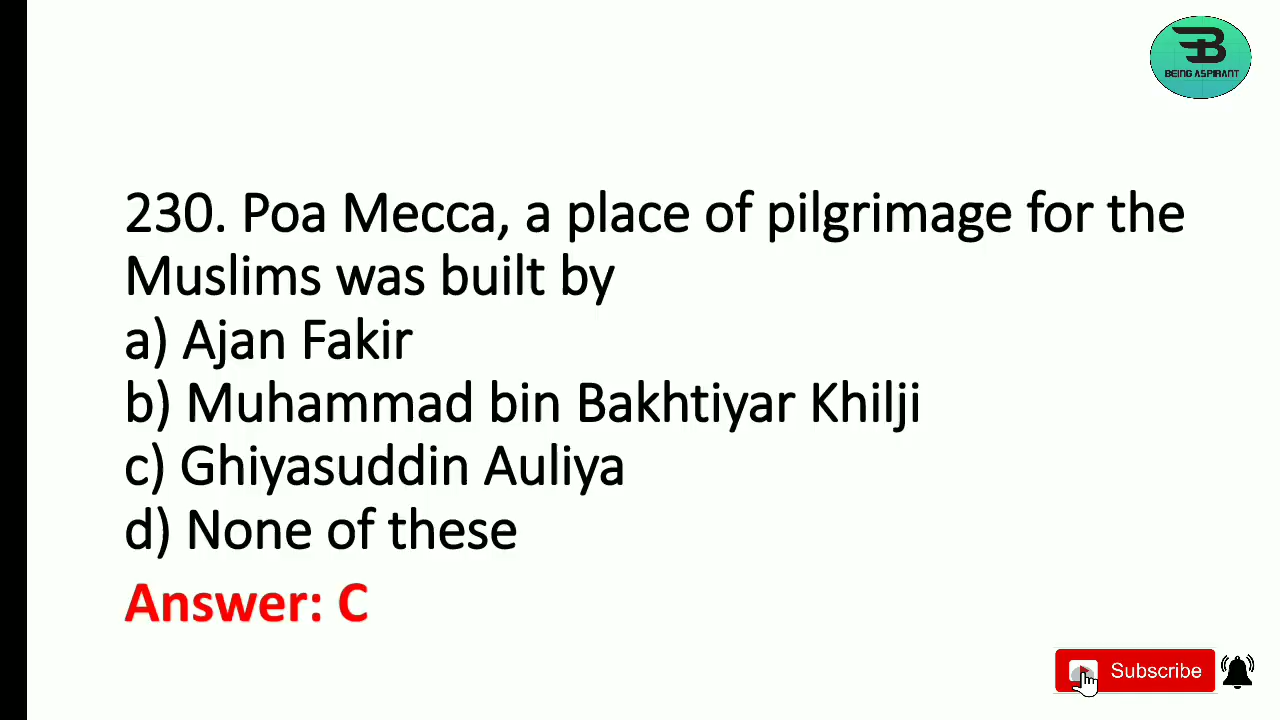 BEING ASPIRANT
230. Poa Mecca, a place of pilgrimage for the
Muslims was built by
a) Ajan Fakir
b) Muhammad bin Bakhtiyar Khilji
c) Ghiyasuddin Auliya
d) None of these
Answer: C
Subscribe